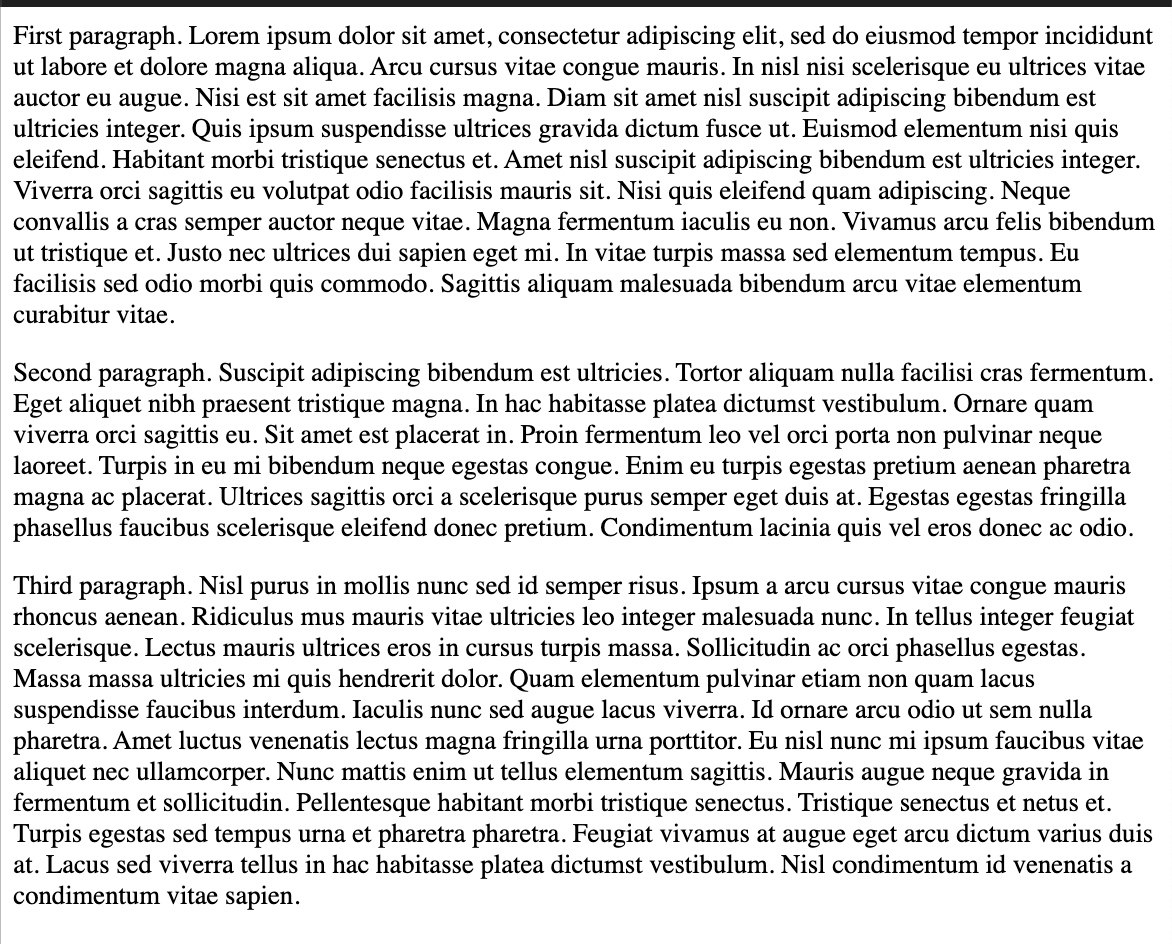 First paragraph. Lorem ipsum dolor sit amet, consectetur adipiscing elit, sed do eiusmod tempor incididunt
ut labore et dolore magna aliqua. Arcu cursus vitae congue mauris. In nisl nisi scelerisque eu ultrices vitae
auctor eu augue. Nisi est sit amet facilisis magna. Diam sit amet nisl suscipit adipiscing bibendum est
ultricies integer. Quis ipsum suspendisse ultrices gravida dictum fusce ut. Euismod elementum nisi quis
eleifend. Habitant morbi tristique senectus et. Amet nisl suscipit adipiscing bibendum est ultricies integer.
Viverra orci sagittis eu volutpat odio facilisis mauris sit. Nisi quis eleifend quam adipiscing. Neque
convallis a cras semper auctor neque vitae. Magna fermentum iaculis eu non. Vivamus arcu felis bibendum
ut tristique et. Justo nec ultrices dui sapien eget mi. In vitae turpis massa sed elementum tempus. Eu
facilisis sed odio morbi quis commodo. Sagittis aliquam malesuada bibendum arcu vitae elementum
curabitur vitae.
Second paragraph. Suscipit adipiscing bibendum est ultricies. Tortor aliquam nulla facilisi cras fermentum.
Eget aliquet nibh praesent tristique magna. In hac habitasse platea dictumst vestibulum. Ornare quam
viverra orci sagittis eu. Sit amet est placerat in. Proin fermentum leo vel orci porta non pulvinar neque
laoreet. Turpis in eu mi bibendum neque egestas congue. Enim eu turpis egestas pretium aenean pharetra
magna ac placerat. Ultrices sagittis orci a scelerisque purus semper eget duis at. Egestas egestas fringilla
phasellus faucibus scelerisque eleifend donec pretium. Condimentum lacinia quis vel eros donec ac odio.
Third paragraph. Nisl purus in mollis nunc sed id semper risus. Ipsum a arcu cursus vitae congue mauris
rhoncus aenean. Ridiculus mus mauris vitae ultricies leo integer malesuada nunc. In tellus integer feugiat
scelerisque. Lectus mauris ultrices eros in cursus turpis massa. Sollicitudin ac orci phasellus egestas.
Massa massa ultricies mi quis hendrerit dolor. Quam elementum pulvinar etiam non quam lacus
suspendisse faucibus interdum. Iaculis nunc sed augue lacus viverra. Id ornare arcu odio ut sem nulla
pharetra. Amet luctus venenatis lectus magna fringilla urna porttitor. Eu nisl nunc mi ipsum faucibus vitae
aliquet nec ullamcorper. Nunc mattis enim ut tellus elementum sagittis. Mauris augue neque gravida in
fermentum et sollicitudin. Pellentesque habitant morbi tristique senectus. Tristique senectus et netus et.
Turpis egestas sed tempus urna et pharetra pharetra. Feugiat vivamus at augue eget arcu dictum varius duis
at. Lacus sed viverra tellus in hac habitasse platea dictumst vestibulum. Nisl condimentum id venenatis a
condimentum vitae sapien.